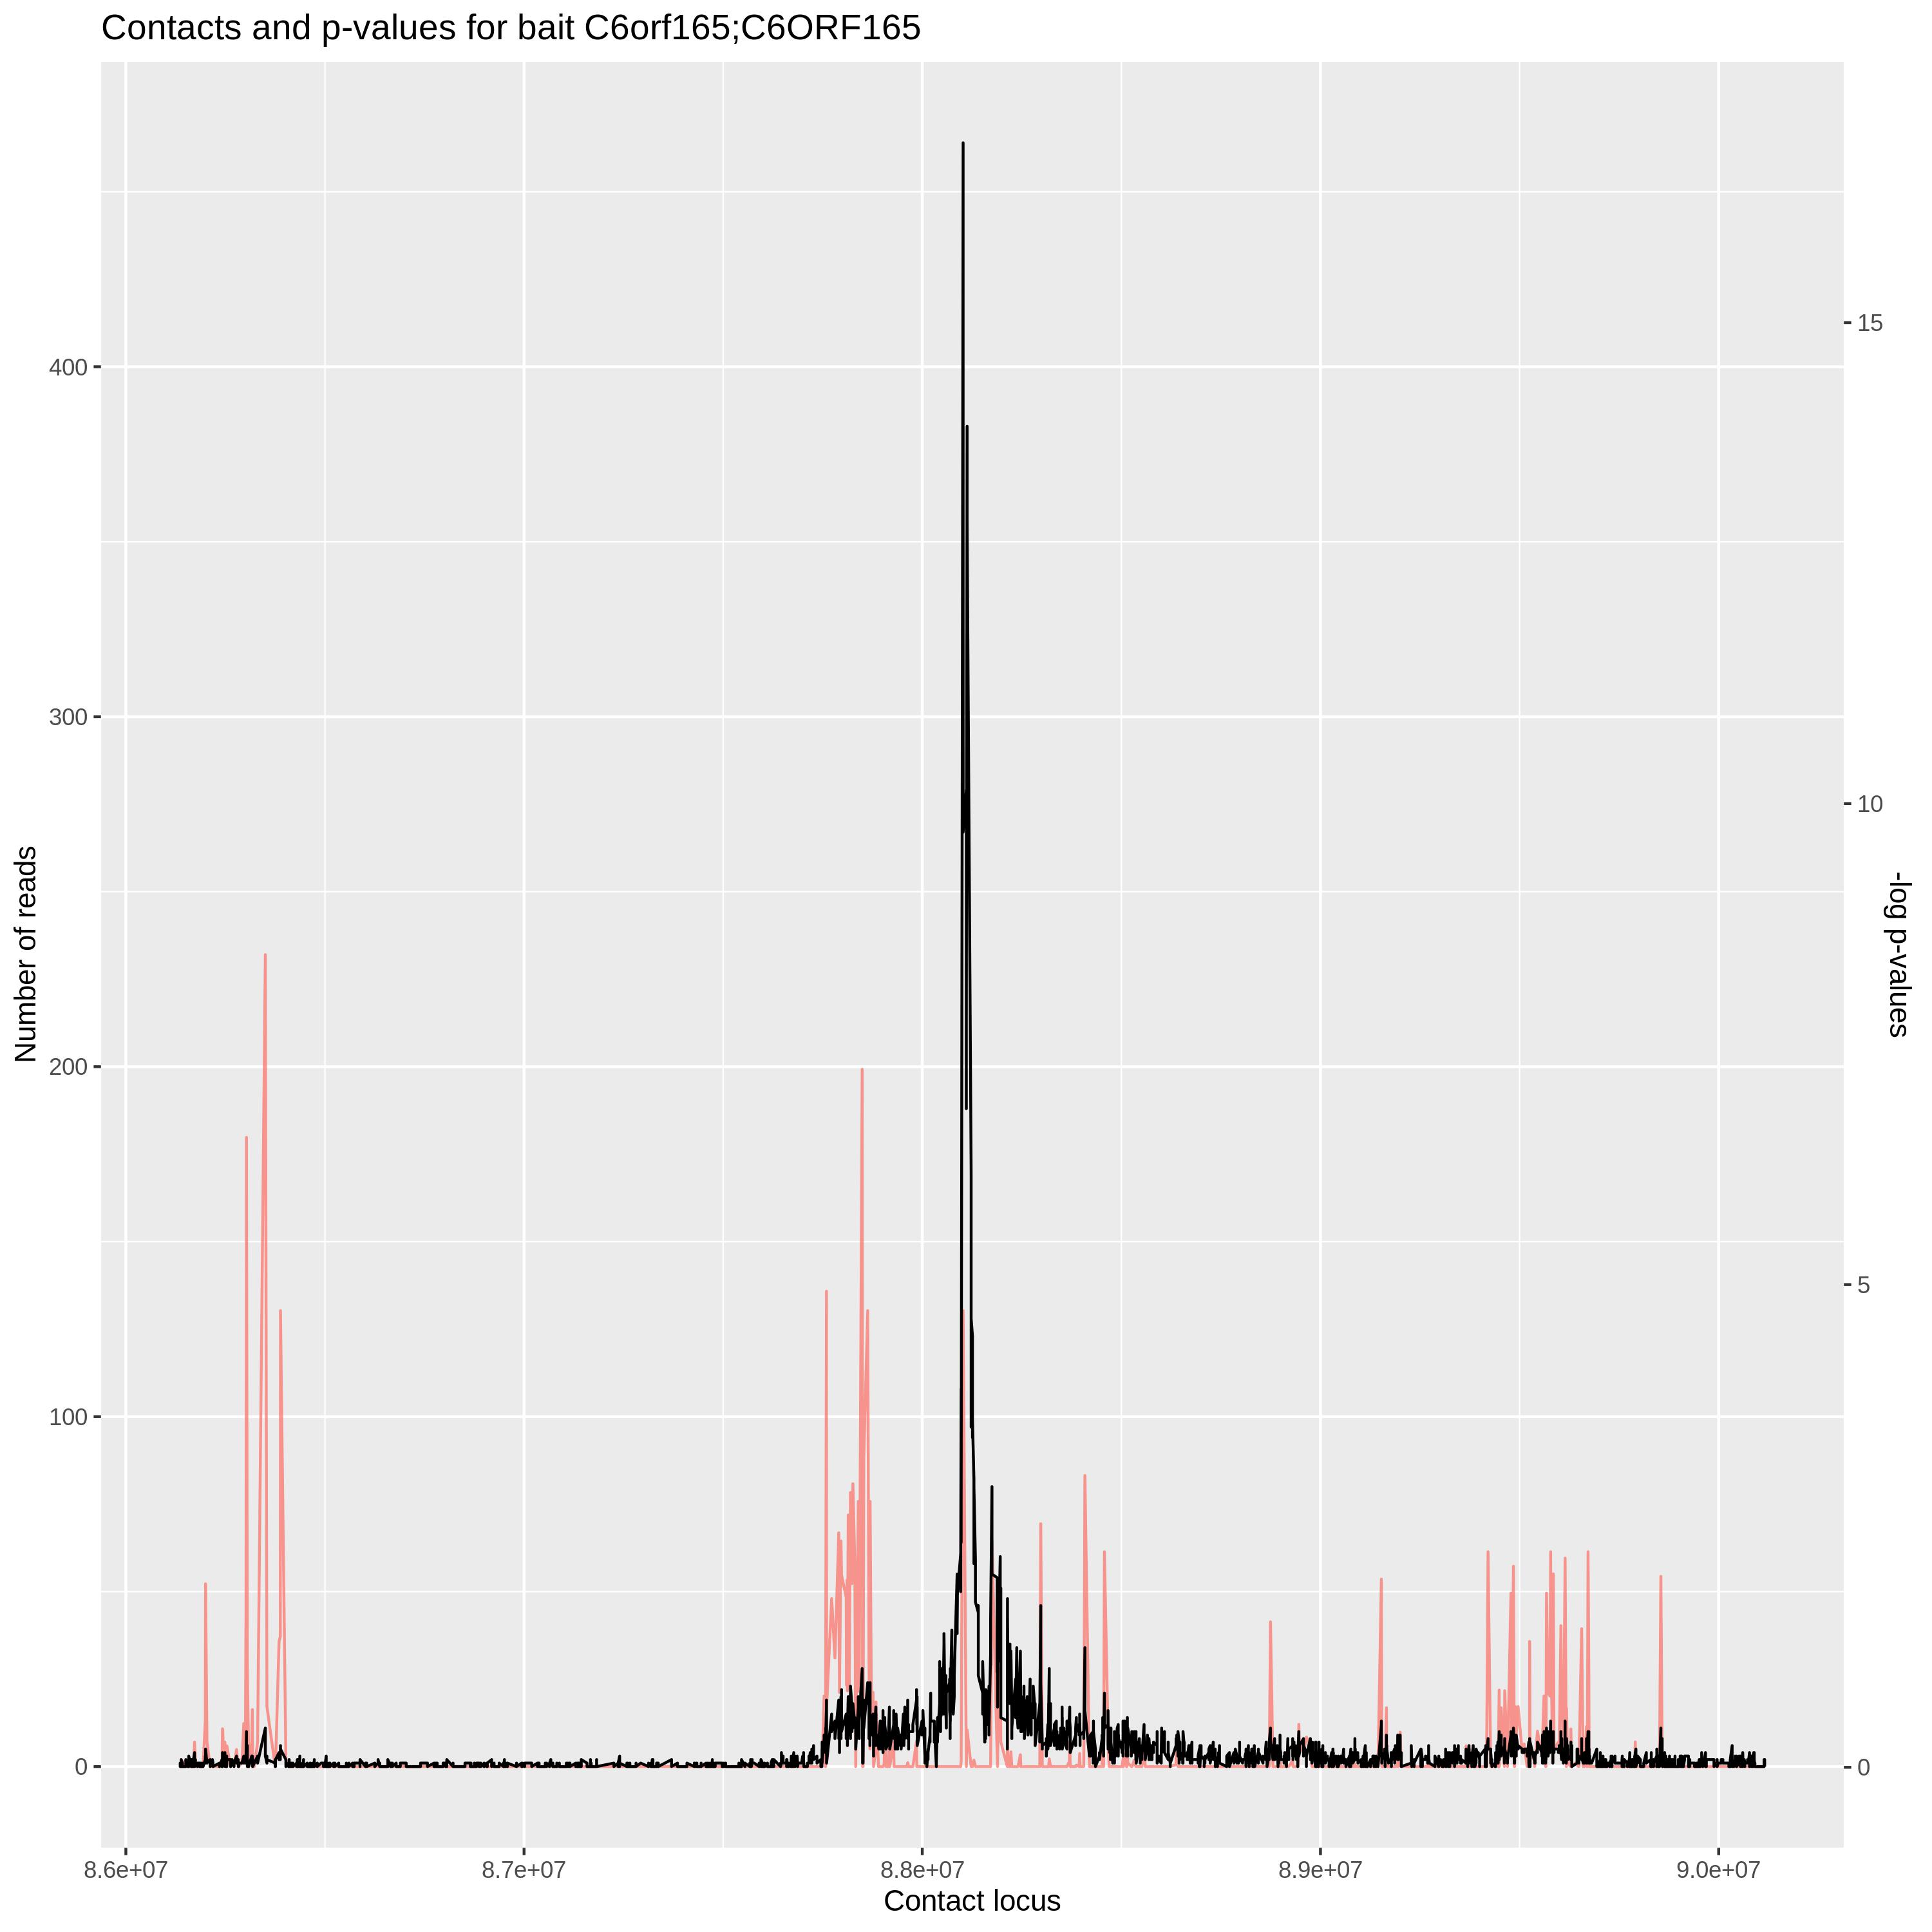 Contacts and p-values for bait C6orf165;C6ORF165
Number of reads
400
300
200
100
0
15
10
5
0
-log p-values
8.6e+07
8.7e+07
8.8e+07
8.9e+07
9.0e+07
Contact locus